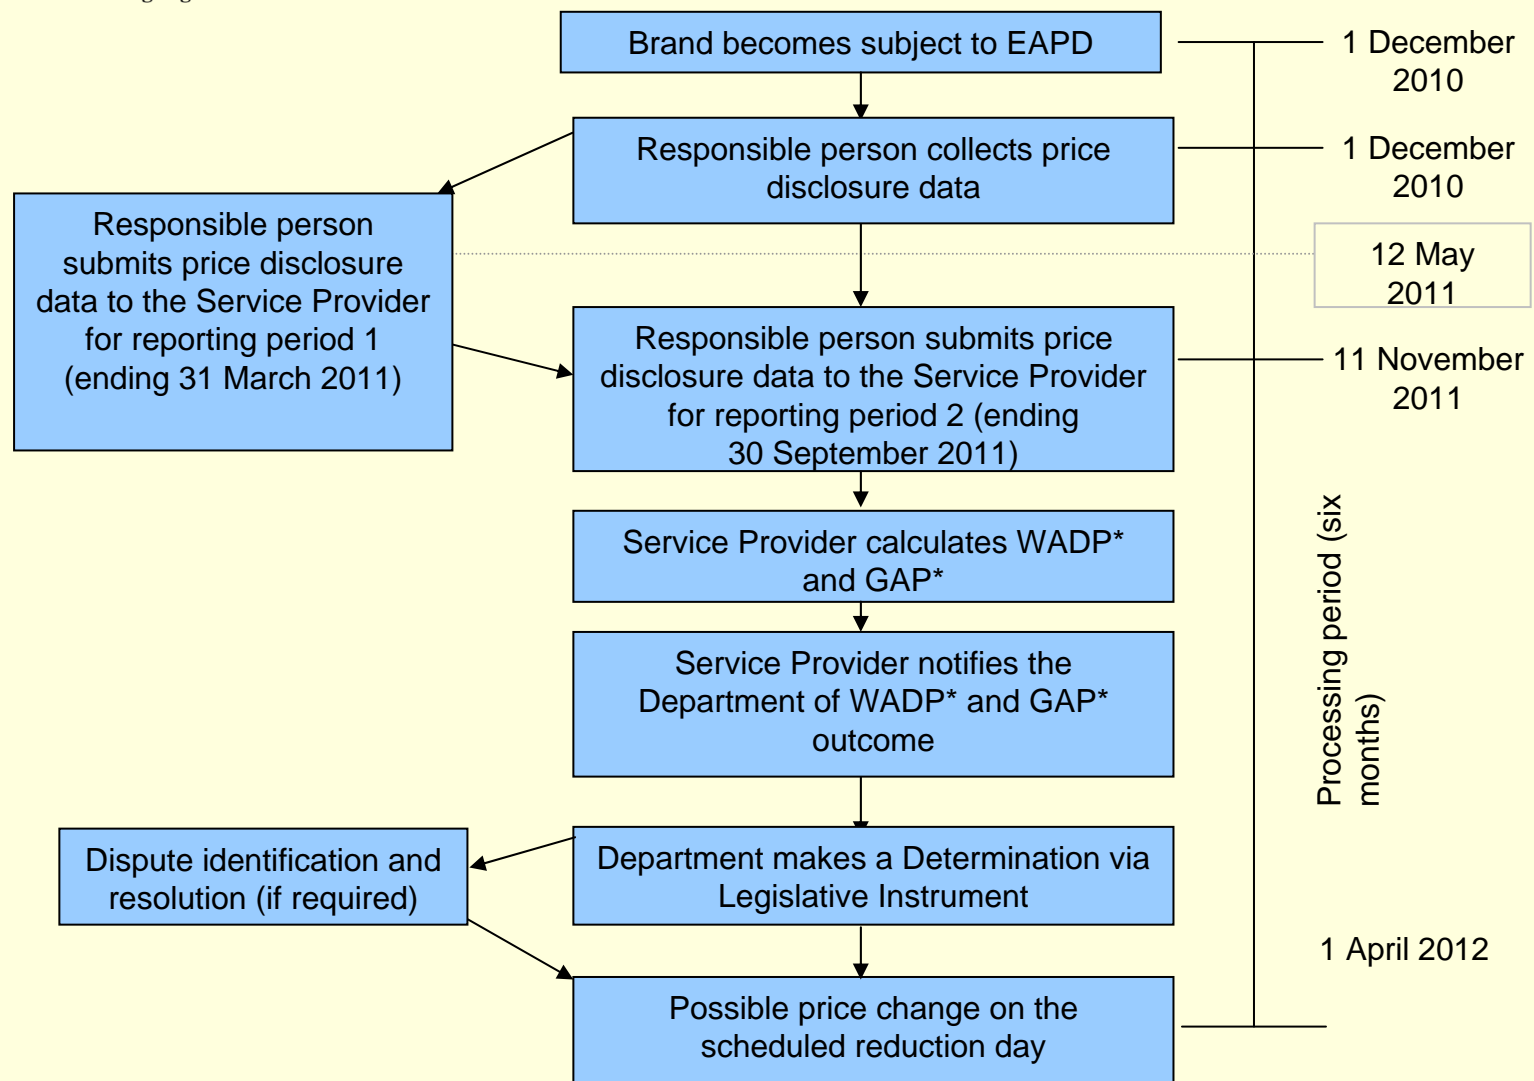 Brand becomes subject to EAPD
1 December
2010
Responsible person collects price
disclosure data
1 December
2010
Responsible person
submits price disclosure
data to the Service Provider
for reporting period 1
(ending 31 March 2011)
12 May
2011
Responsible person submits price
disclosure data to the Service Provider
for reporting period 2 (ending
30 September 2011)
11 November
2011
Service Provider calculates WADP*
and GAP*
Service Provider notifies the
Department of WADP* and GAP*
outcome
Processing period (six
months)
Dispute identification and
resolution (if required)
Department makes a Determination via
Legislative Instrument
1 April 2012
Possible price change on the
scheduled reduction day